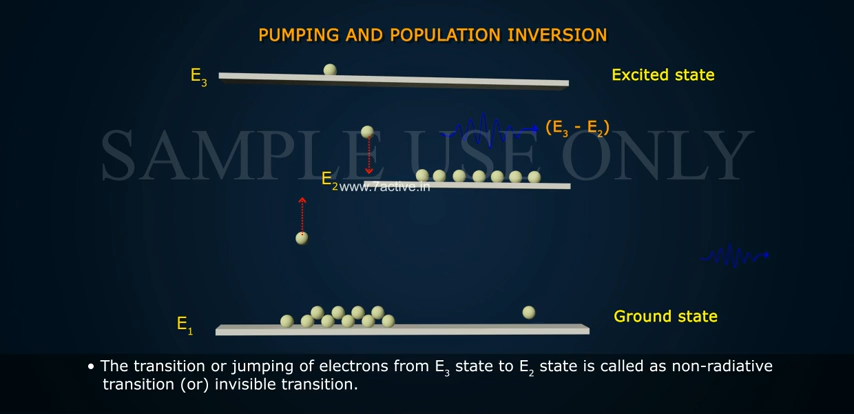 PUMPING AND POPULATION INVERSION
E₃
Excited state
(E₃ - E₂)
SAMPLE USE ONLY
E₂
www.7active.in
E₁
Ground state
• The transition or jumping of electrons from E₃ state to E₂ state is called as non-radiative
transition (or) invisible transition.